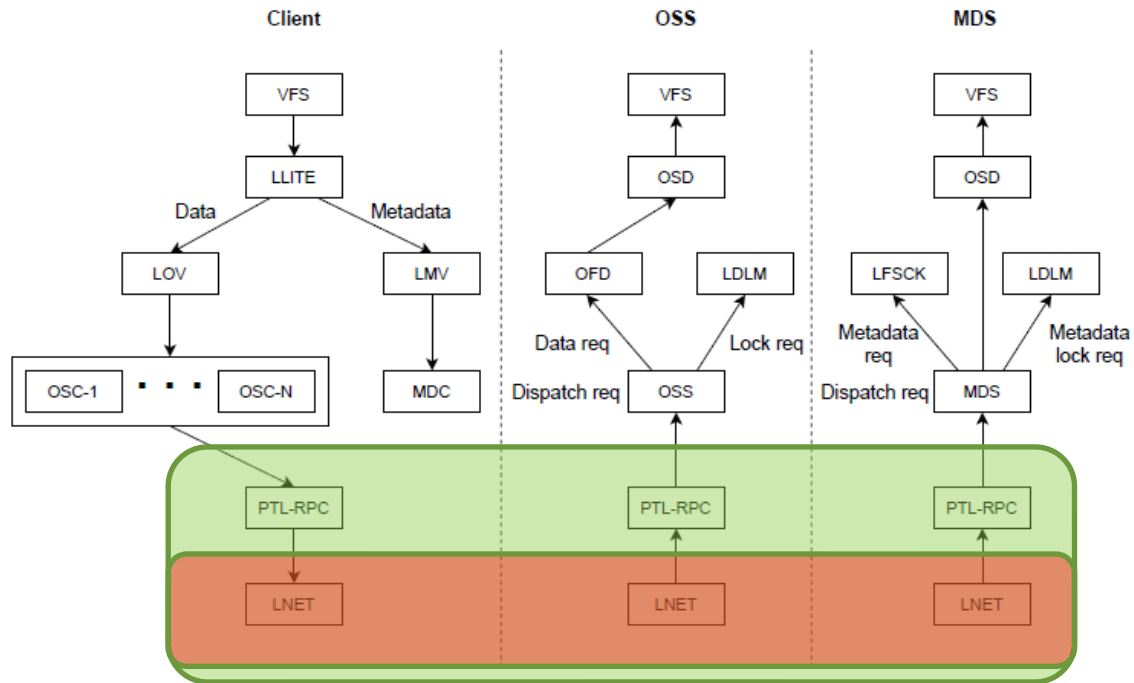 Client
OSS
MDS
VFS
VFS
VFS
LLITE
OSD
OSD
Data
Metadata
LOV
LMV
OFD
LDLM
LFSCK
LDLM
Data req
Lock req
Metadata
req
Metadata
lock req
OSC-1
. . .
OSC-N
MDC
Dispatch req
OSS
Dispatch req
MDS
PTL-RPC
PTL-RPC
PTL-RPC
LNET
LNET
LNET